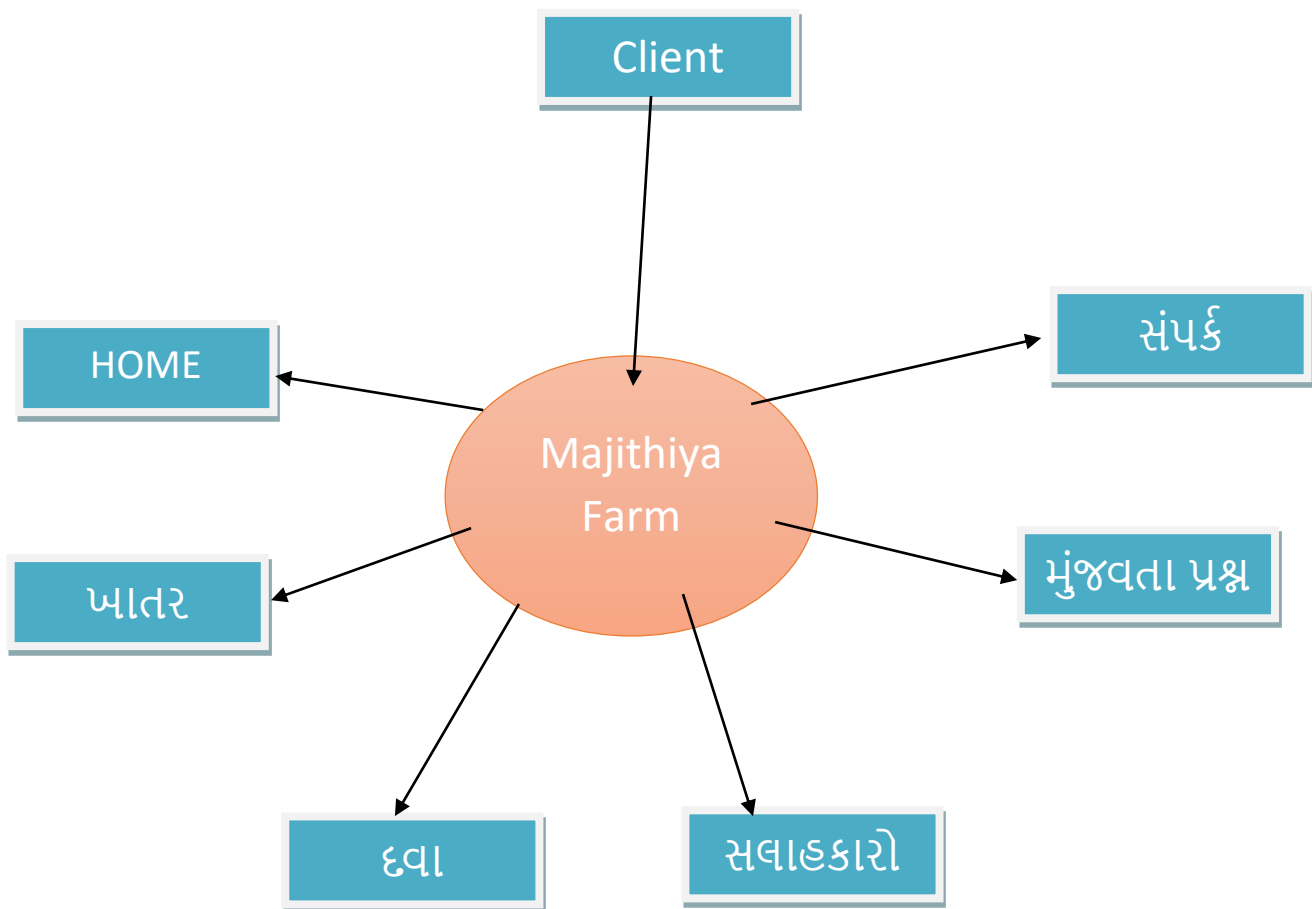 Client
સંપર્ક
HOME
Majithiya
Farm
મુંજવતા પ્રશ્ન
ખાતર
સલાહકારો
દવા